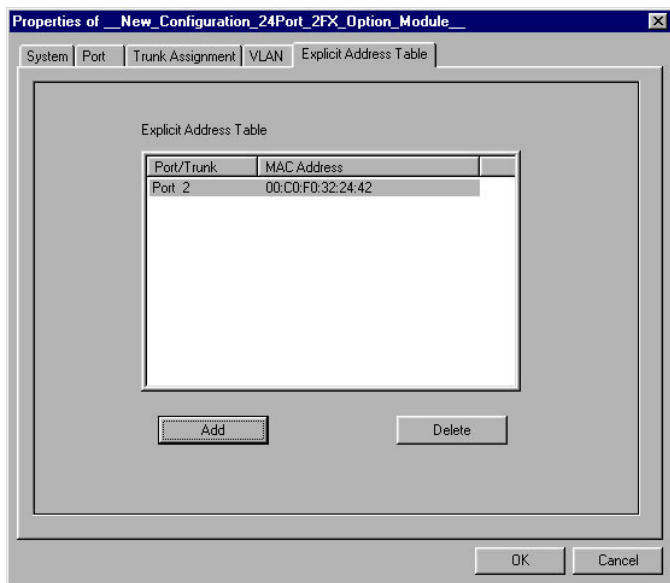 Properties of __New_Configuration_24Port_2FX_Option_Module__
System Port Trunk Assignment VLAN Explicit Address Table
Explicit Address Table
Port/Trunk MAC Address
Port 2 00:C0:F0:32:24:42
Add Delete
OK Cancel